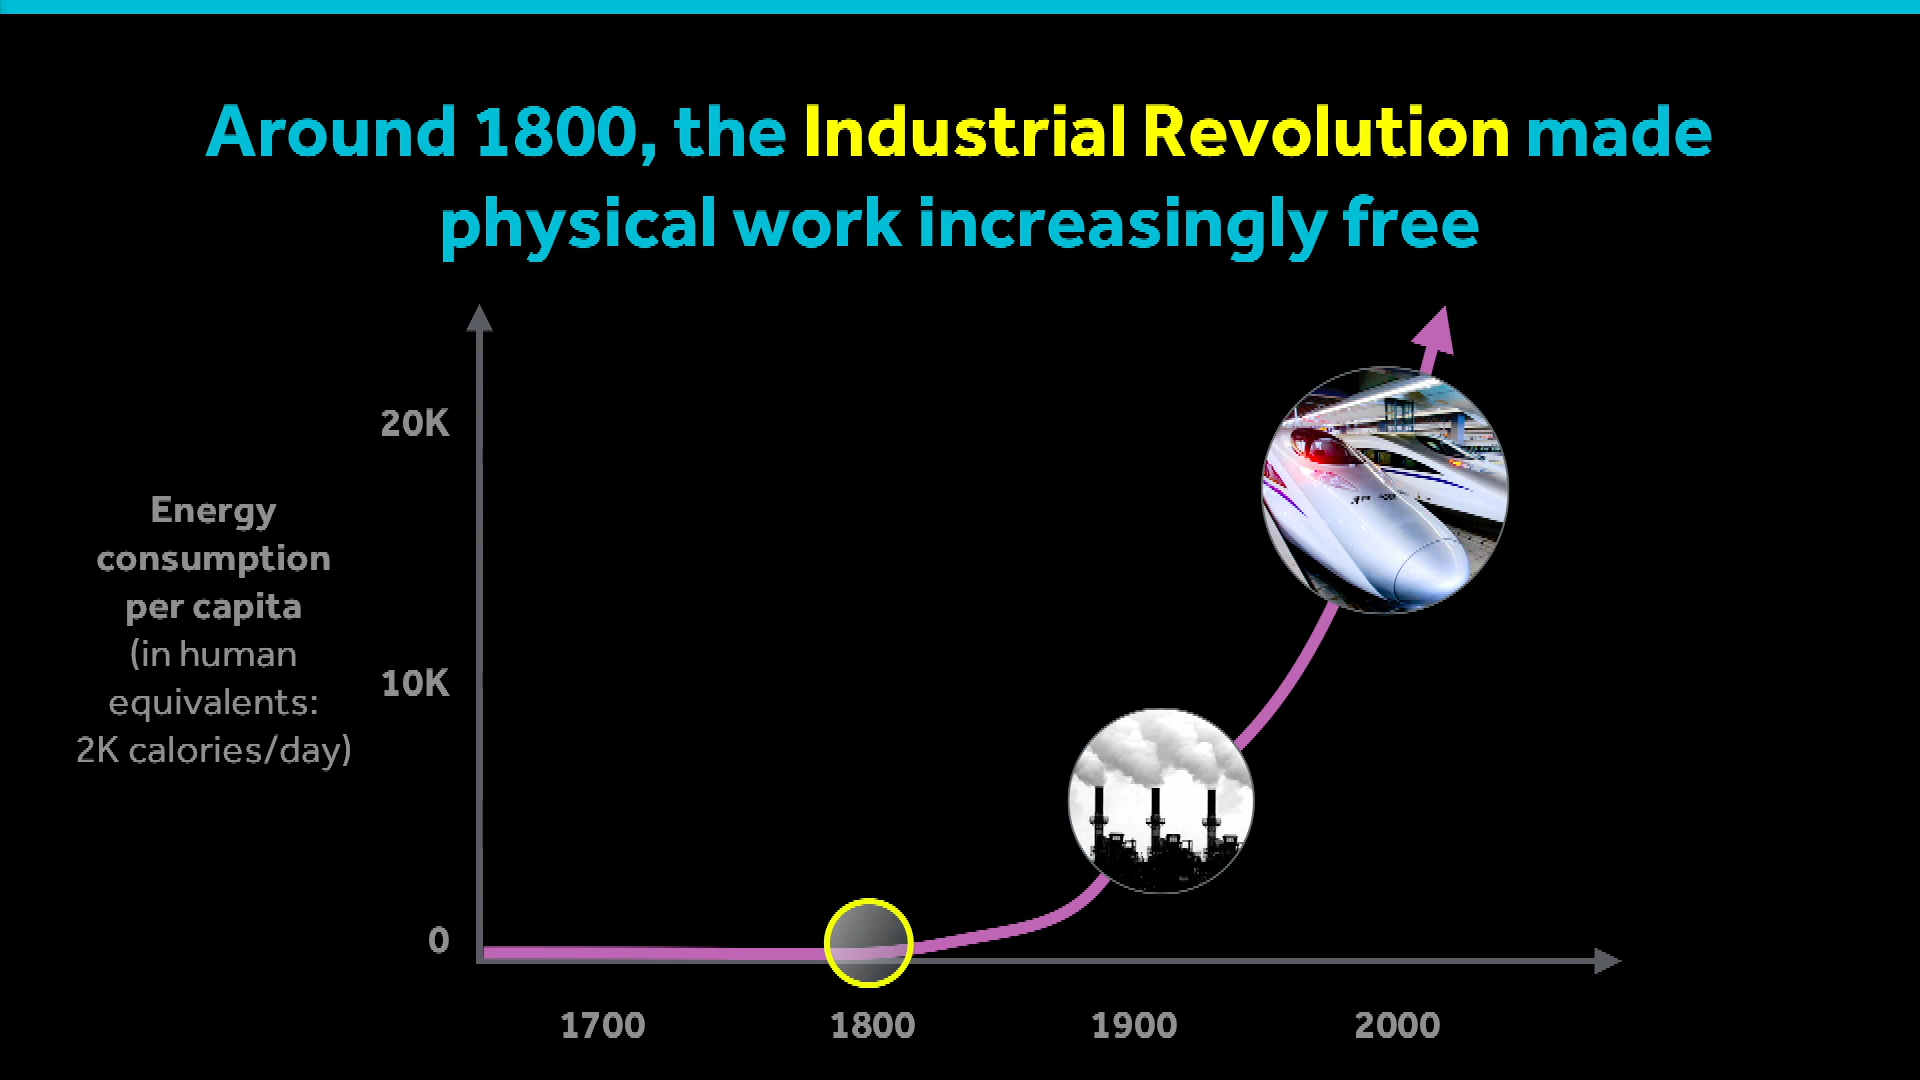 Around 1800, the Industrial Revolution made
physical work increasingly free
20K
Energy
consumption
per capita
(in human
equivalents:
2K calories/day)
10K
0
1700
1800
1900
2000